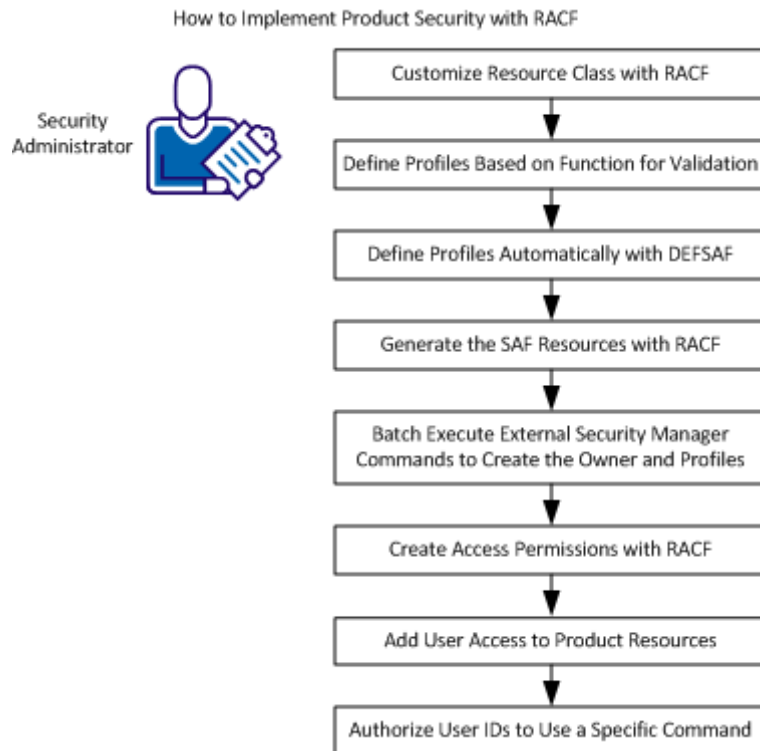 How to Implement Product Security with RACF
Security
Administrator
Customize Resource Class with RACF
Define Profiles Based on Function for Validation
Define Profiles Automatically with DEFSAF
Generate the SAF Resources with RACF
Batch Execute External Security Manager
Commands to Create the Owner and Profiles
Create Access Permissions with RACF
Add User Access to Product Resources
Authorize User IDs to Use a Specific Command